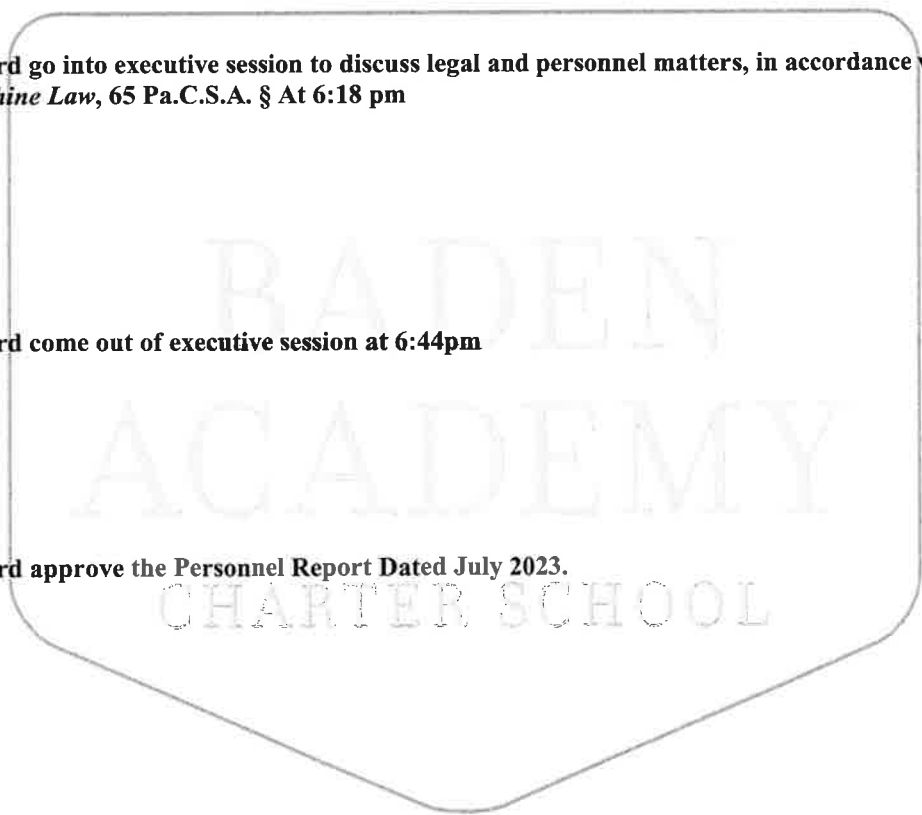 rd go into executive session to discuss legal and personnel matters, in accordance
hine Law, 65 Pa.C.S.A. § At 6:18 pm
BADEN
rd come out of executive session at 6:44pm
ACADEMY
rd approve the Personnel Report Dated July 2023.
CHARTER SCHOOL